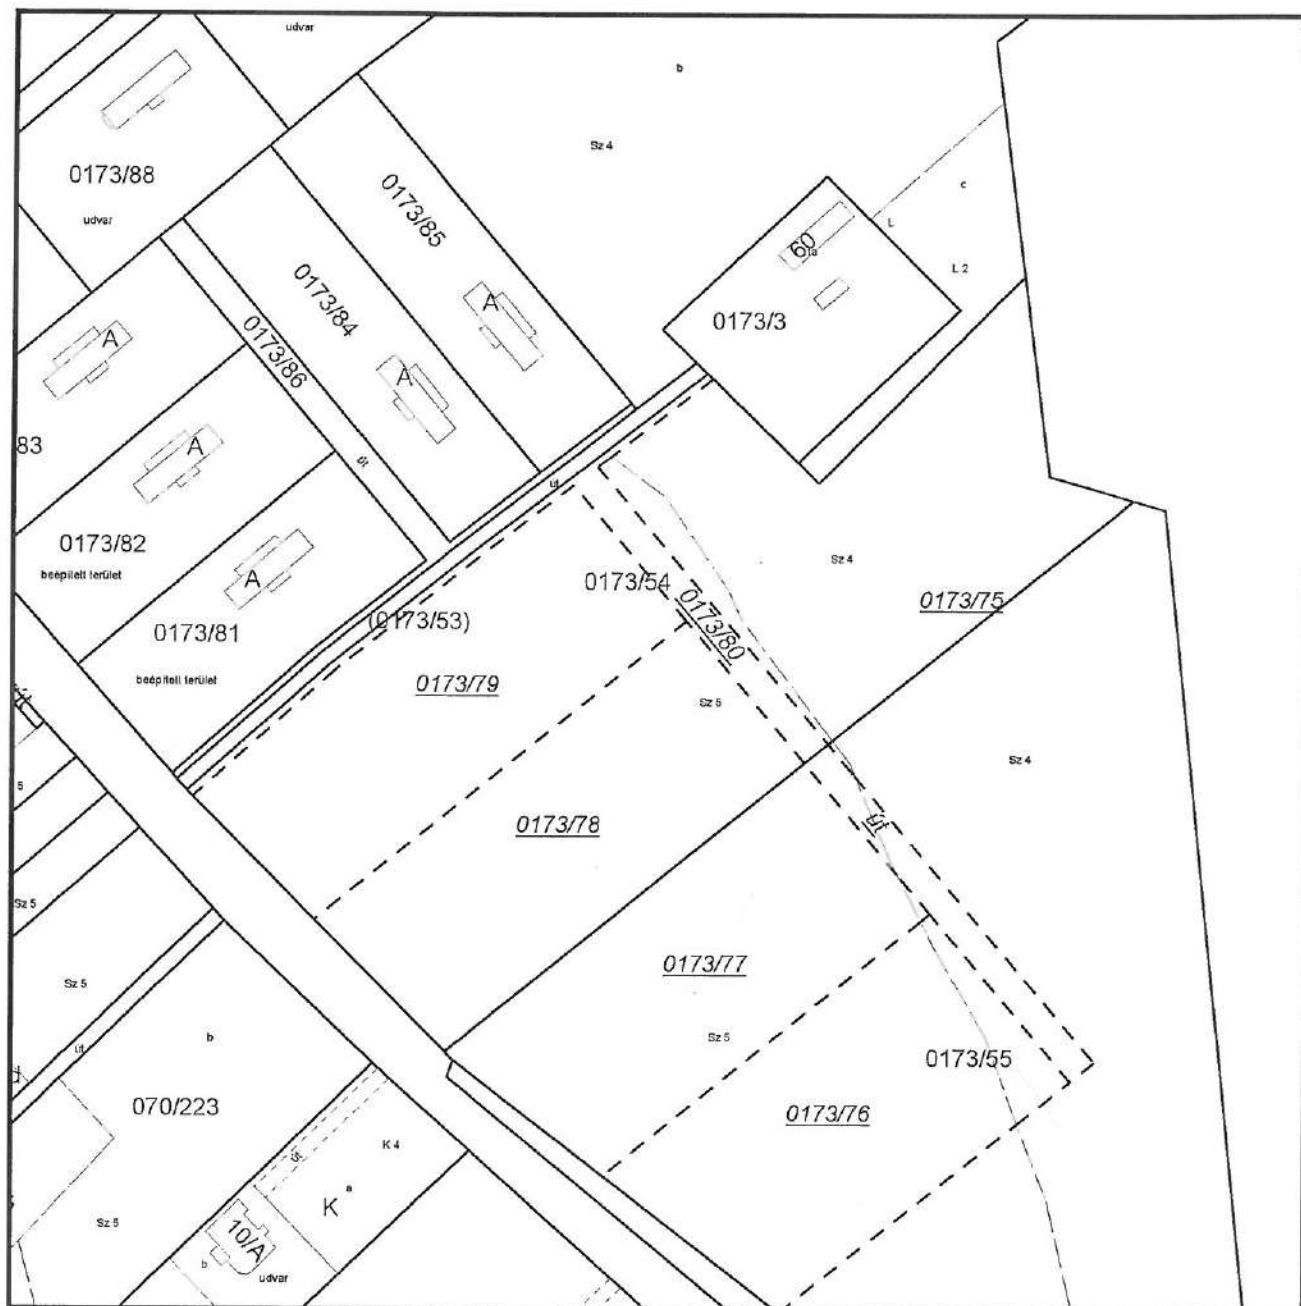 udvar
b
Sz 4
0173/88
udvar
0173/85
c
L
60
L 2
0173/84
0173/3
A
0173/86
A
A
83
A
út
út
0173/82
beépített terület
Sz 4
A
0173/54
0173/80
0173/75
(0173/53)
0173/81
beépített terület
0173/79
út
Sz 5
Sz 4
5
0173/78
út
Sz 5
0173/77
Sz 5
Sz 5
b
út
0173/55
070/223
0173/76
K 4
út
K a
Sz 5
10/A
b
udvar